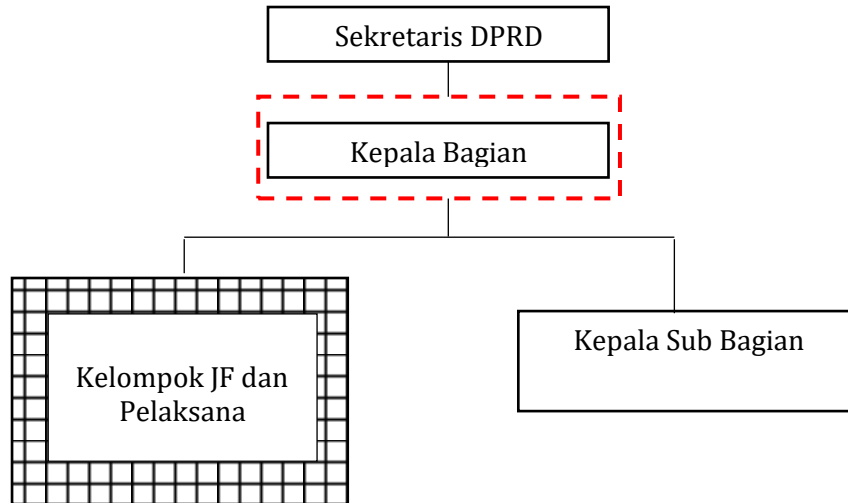 Sekretaris DPRD
Kepala Bagian
Kelompok JF dan
Pelaksana
Kepala Sub Bagian